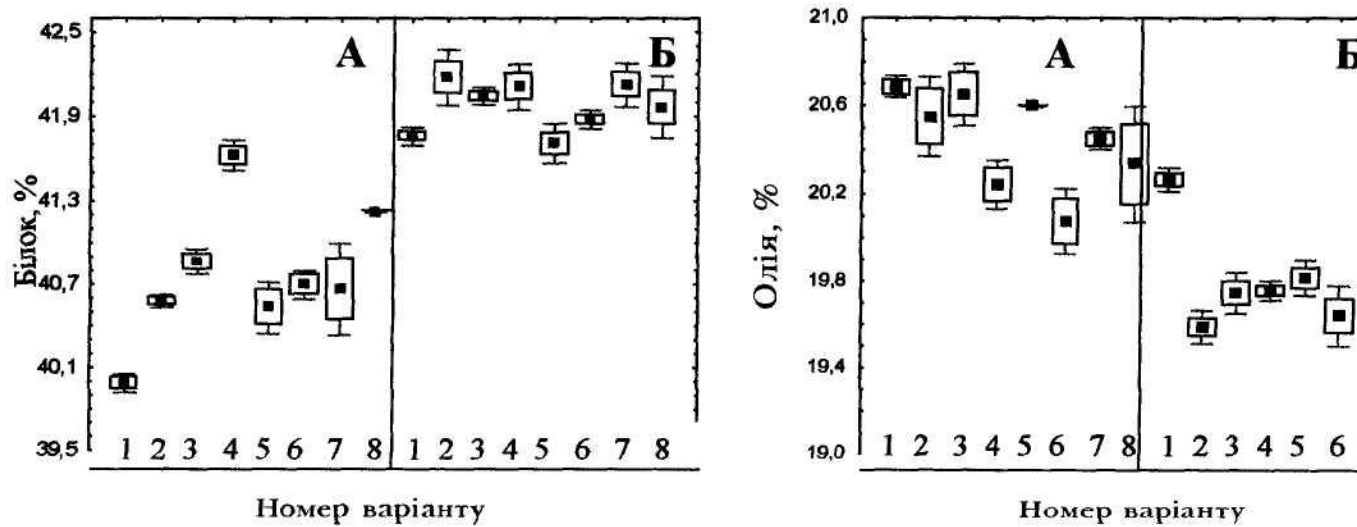 42,5
41,9
41,3
40,7
40,1
39,5
Білок, %
А
Б
1 2 3 4 5 6 7 8 1 2 3 4 5 6 7 8
Номер варіанту
21,0
20,6
20,2
19,8
19,4
19,0
Олія, %
А
Б
1 2 3 4 5 6 7 8 1 2 3 4 5 6
Номер варіанту